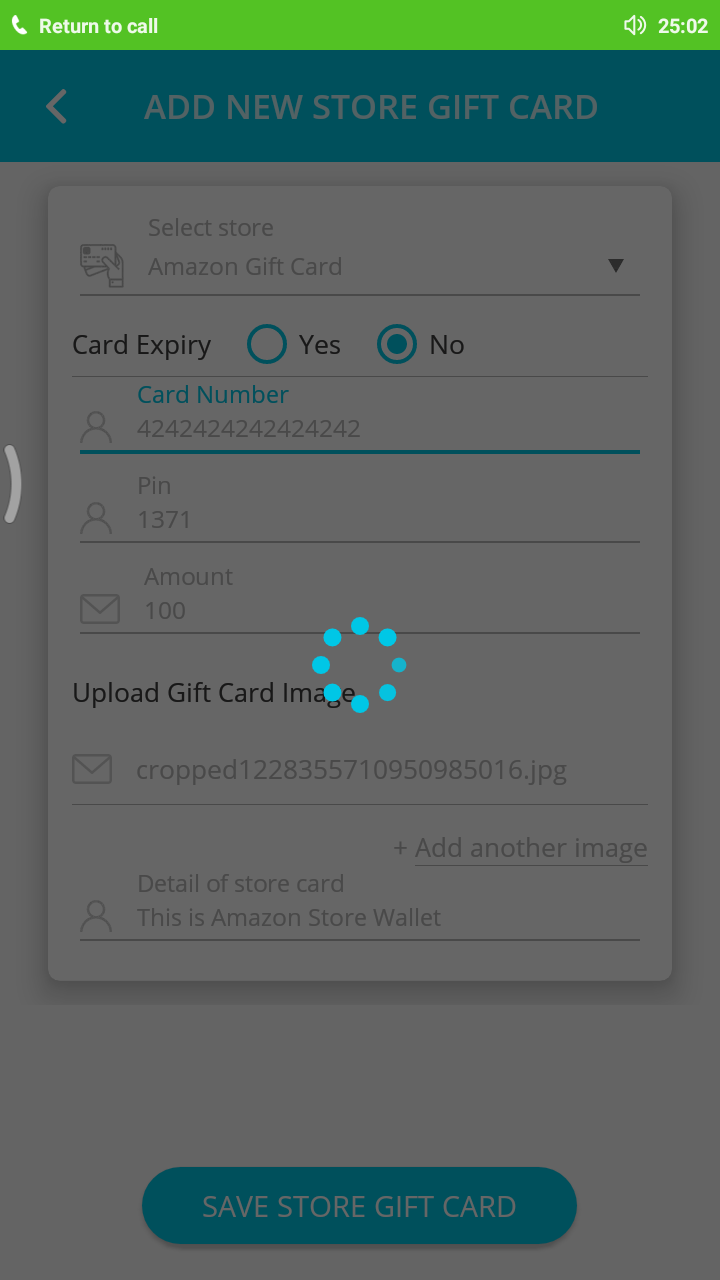 Return to call 25:02
ADD NEW STORE GIFT CARD
Select store
Amazon Gift Card
Card Expiry Yes No
Card Number
4242424242424242
Pin
1371
Amount
100
Upload Gift Card Image
cropped1228355710950985016.jpg
+ Add another image
Detail of store card
This is Amazon Store Wallet
SAVE STORE GIFT CARD